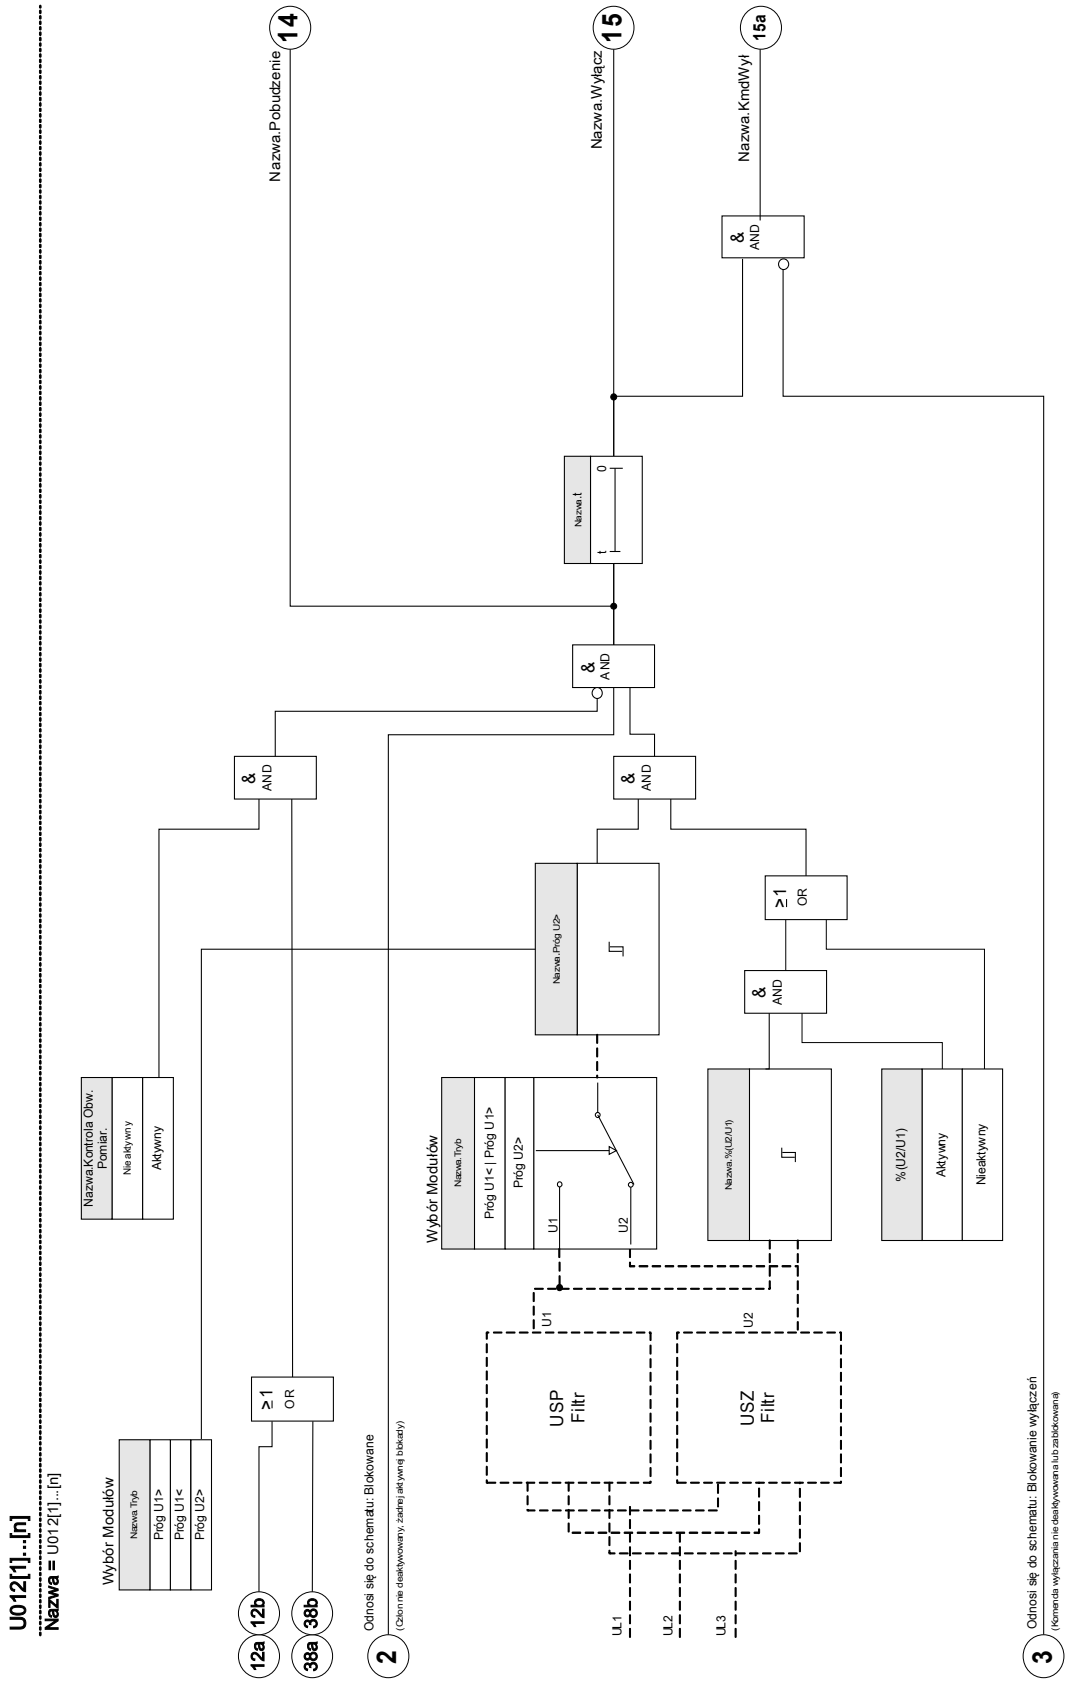 U012[1]...[n]
Nazwa = U012[1]...[n]
Wybór Modułów
Nazwa.Tryb
Próg U1>
Próg U1<
Próg U2>
Nazwa.Kontrola Obw.
Pomiar.
Nieaktywny
Aktywny
12a
12b
38a
38b
≥1
OR
&
AND
Nazwa.Pobudzenie
14
2
Odnosi się do schematu: Blokowane
(Człon nie deaktywowany, żadnej aktywnej blokady)
UL1
UL2
UL3
USP
Filtr
USZ
Filtr
U1
U2
Wybór Modułów
Nazwa.Tryb
Próg U1< | Próg U1>
Próg U2>
U1
U2
Nazwa.Próg U2>
Nazwa.%(U2/U1)
%(U2/U1)
Aktywny
Nieaktywny
&
AND
≥1
OR
&
AND
&
AND
Nazwa.t
t
0
Nazwa.Wyłącz
15
&
AND
Nazwa.KmdWył
15a
3
Odnosi się do schematu: Blokowanie wyłączeń
(Komenda wyłączania nie deaktywowana lub zablokowana)